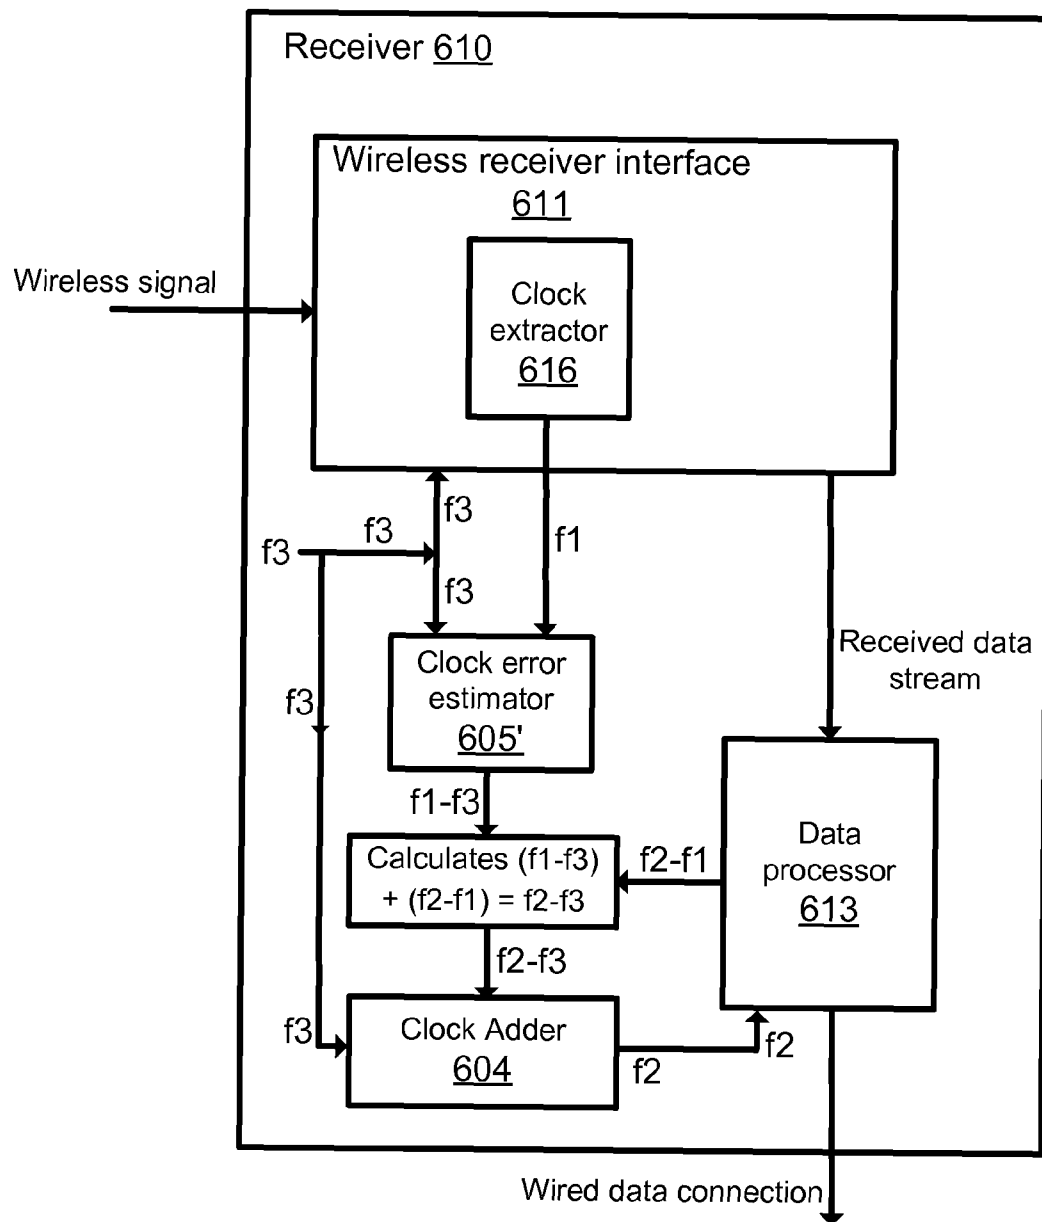 Receiver 610
Wireless receiver interface
611
Wireless signal
Clock
extractor
616
f3
f3
f3
f1
f3
Clock error
estimator
605'
Received data
stream
f3
f1-f3
Calculates (f1-f3)
+ (f2-f1) = f2-f3
f2-f1
Data
processor
613
f2-f3
f3
Clock Adder
604
f2
f2
Wired data connection